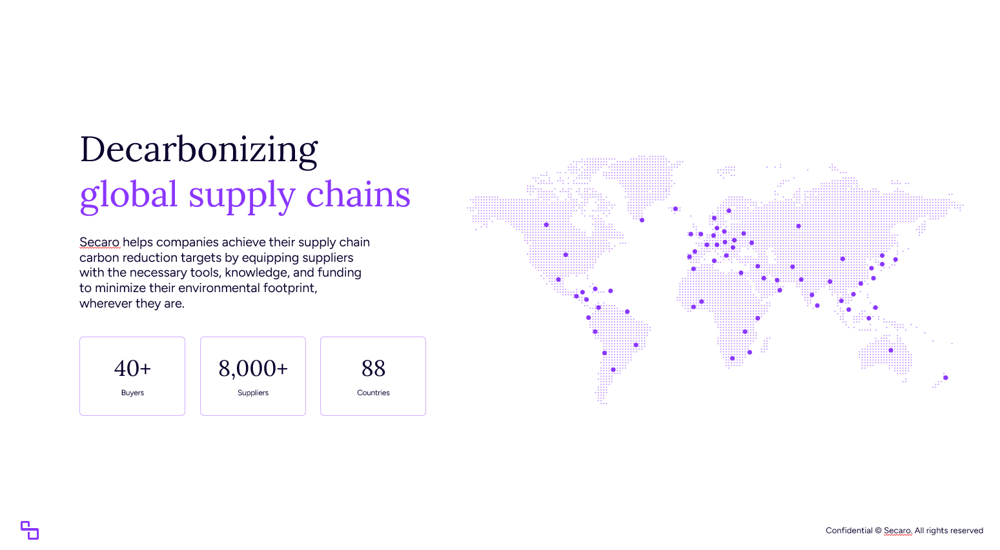 Decarbonizing
global supply chains
Secaro helps companies achieve their supply chain
carbon reduction targets by equipping suppliers
with the necessary tools, knowledge, and funding
to minimize their environmental footprint,
wherever they are.
40+
Buyers
8,000+
Suppliers
88
Countries
Confidential © Secaro. All rights reserved